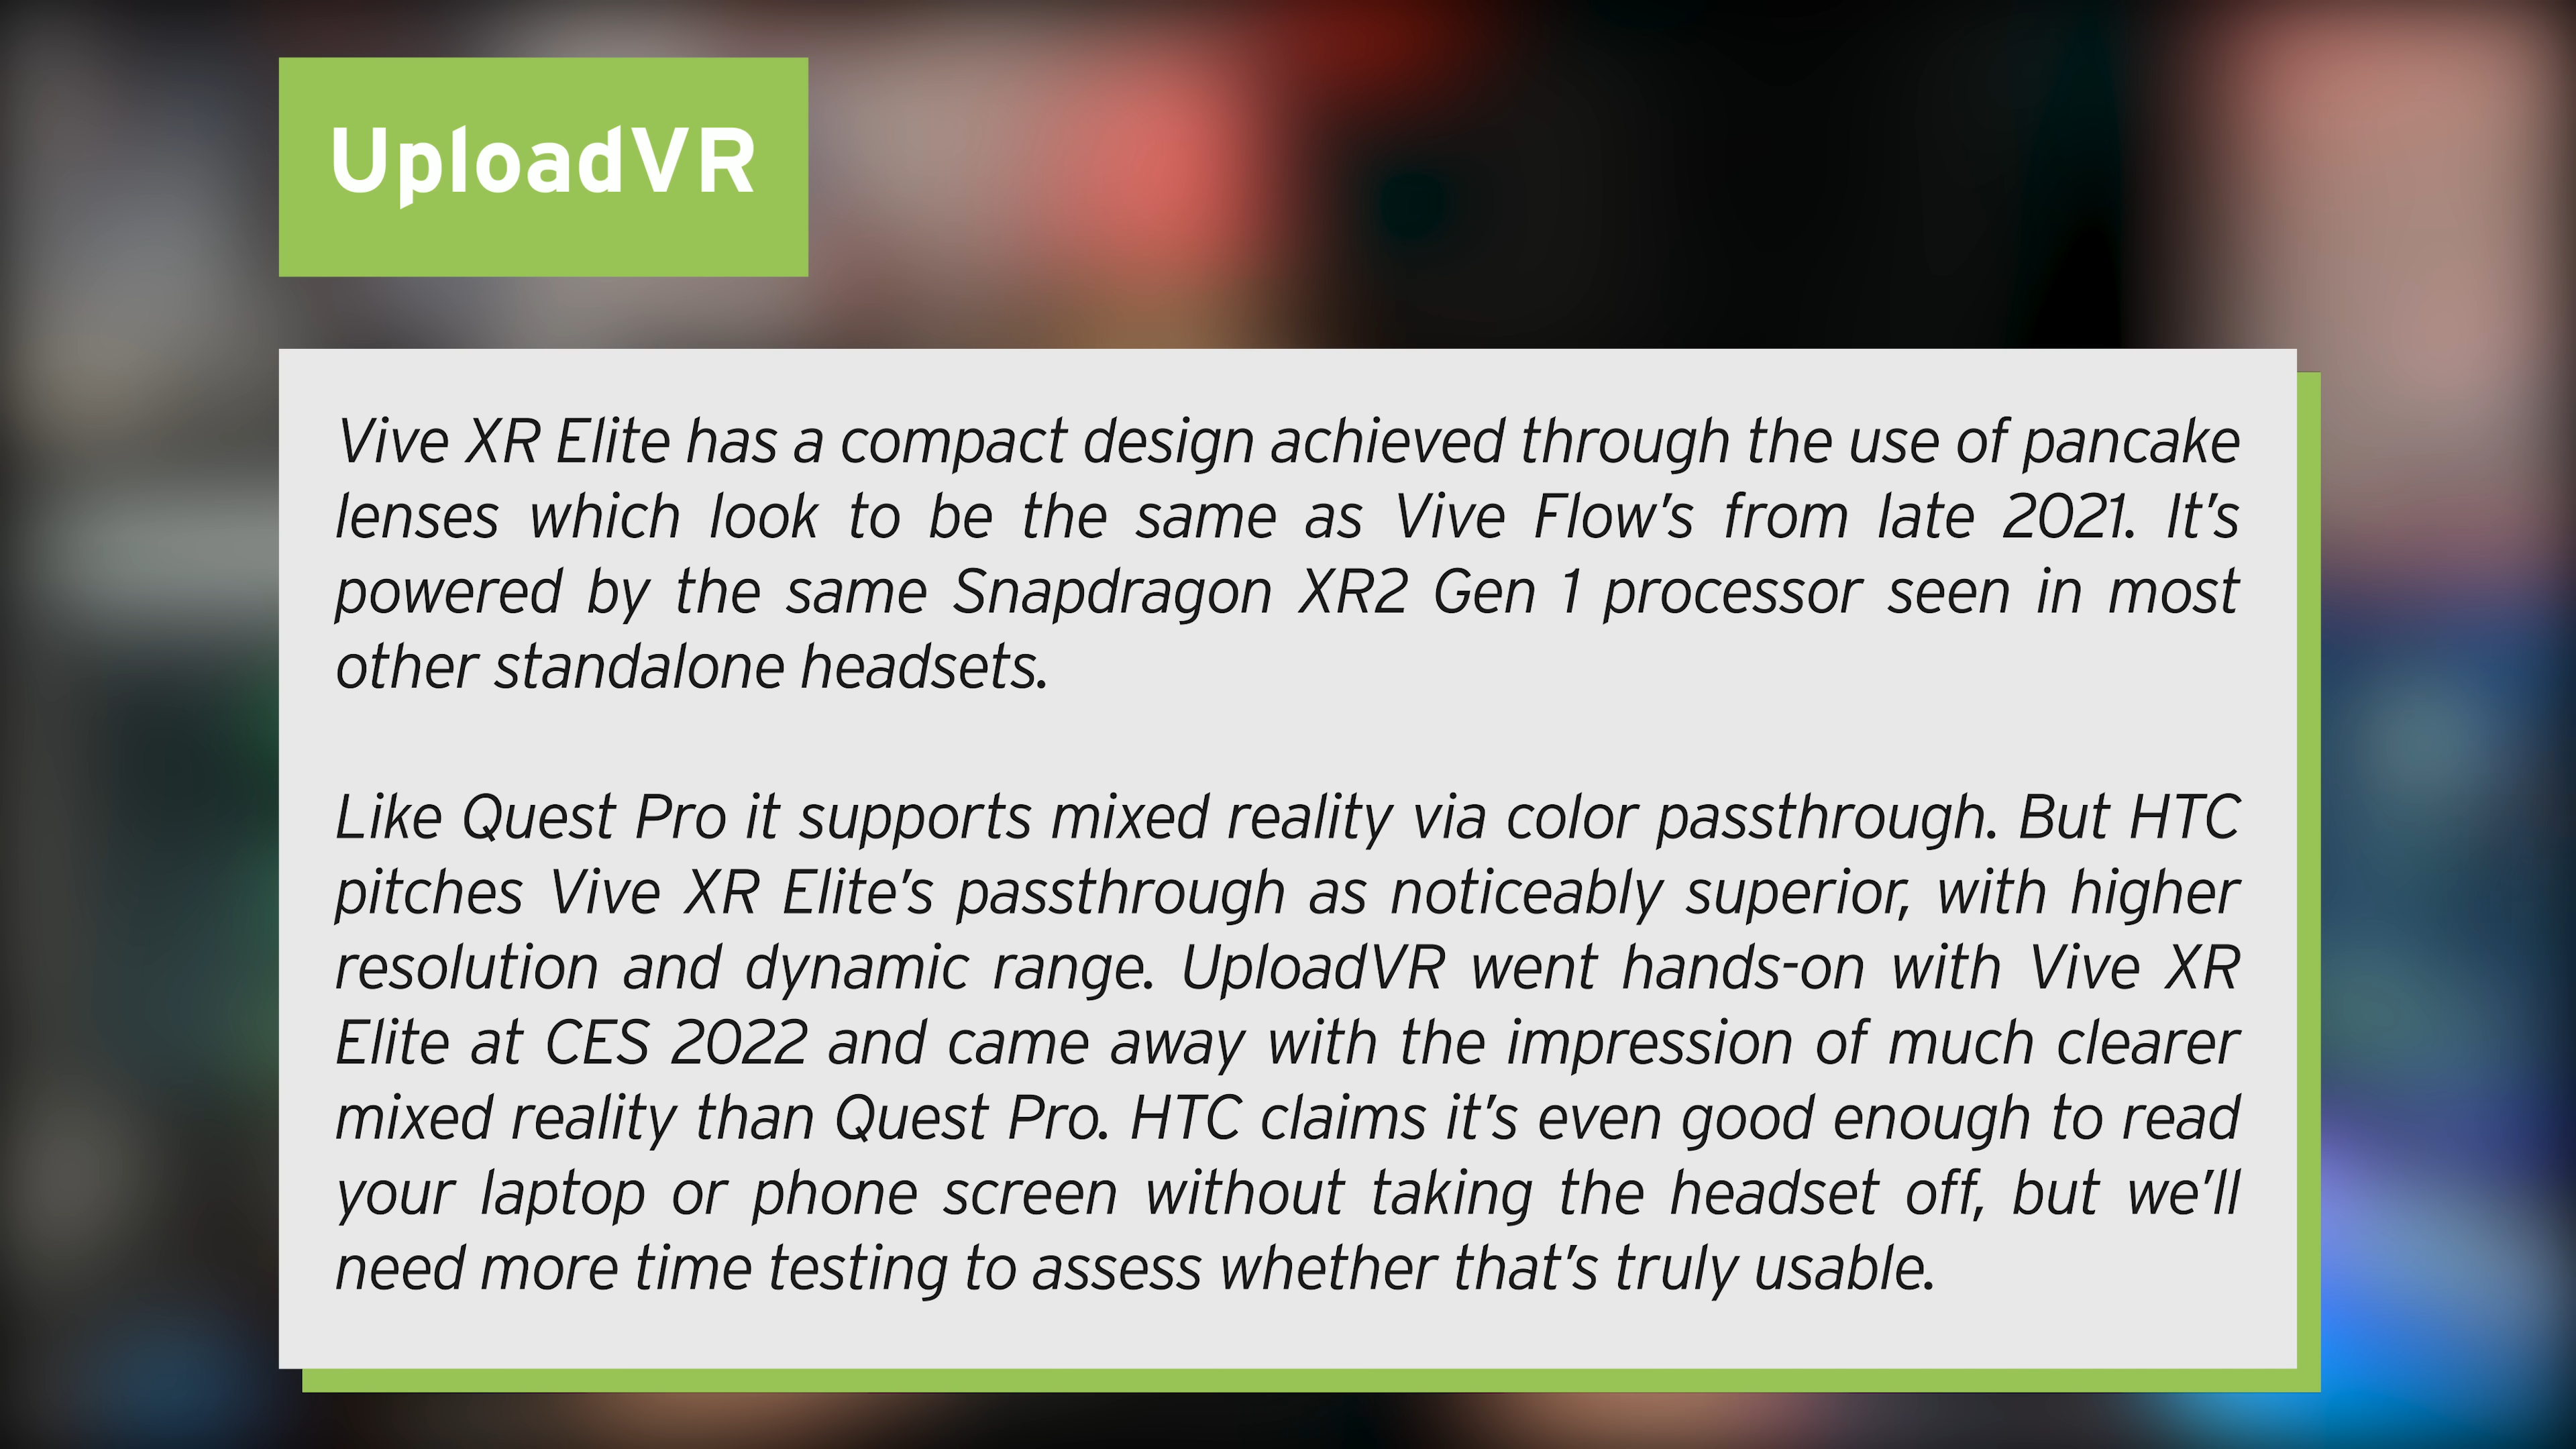 UploadVR
Vive XR Elite has a compact design achieved through the use of pancake
lenses which look to be the same as Vive Flow’s from late 2021. It’s
powered by the same Snapdragon XR2 Gen 1 processor seen in most
other standalone headsets.
Like Quest Pro it supports mixed reality via color passthrough. But HTC
pitches Vive XR Elite’s passthrough as noticeably superior, with higher
resolution and dynamic range. UploadVR went hands-on with Vive XR
Elite at CES 2022 and came away with the impression of much clearer
mixed reality than Quest Pro. HTC claims it’s even good enough to read
your laptop or phone screen without taking the headset off, but we’ll
need more time testing to assess whether that’s truly usable.